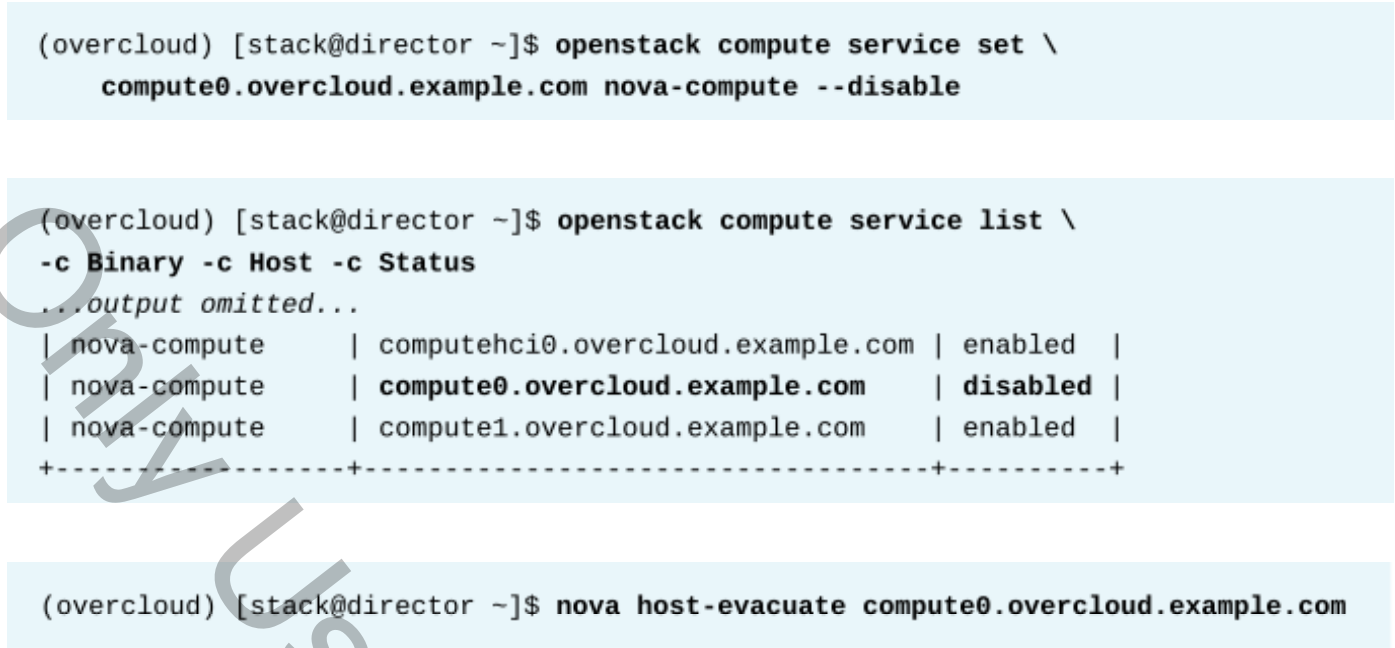 (overcloud) [stack@director ~]$ openstack compute service set \
    compute0.overcloud.example.com nova-compute --disable
(overcloud) [stack@director ~]$ openstack compute service list \
-c Binary -c Host -c Status
...output omitted...
| nova-compute     | computehci0.overcloud.example.com | enabled  |
| nova-compute     | compute0.overcloud.example.com    | disabled |
| nova-compute     | compute1.overcloud.example.com    | enabled  |
+------------------+-----------------------------------+----------+
(overcloud) [stack@director ~]$ nova host-evacuate compute0.overcloud.example.com
Only